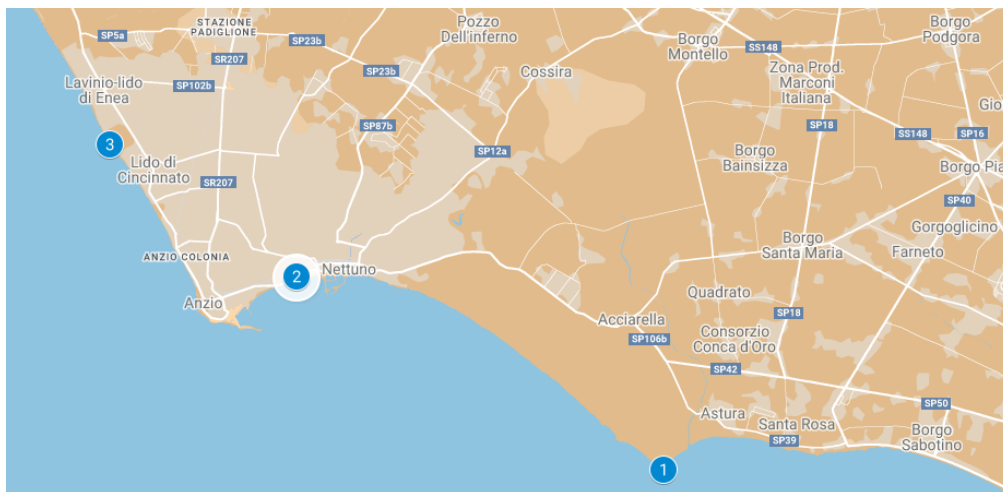 STAZIONE
PADIGLIONE
Pozzo
Dell'inferno
Borgo
Podgora
SP5a
SP23b
Borgo
Montello
SS148
SR207
SP23b
Cossira
Zona Prod.
Marconi
Italiana
Lavinio-lido
di Enea
SP102b
Gio
SP87b
SP18
SS148
SP16
3
SP12a
Borgo
Bainsizza
Lido di
Cincinnato
Borgo Pia
SR207
SP40
Gorgoglicino
ANZIO COLONIA
Borgo
Santa Maria
Farneto
2
Nettuno
Anzio
Quadrato
Acciarella
SP18
SP106b
Consorzio
Conca d'Oro
SP42
SP50
Astura
Santa Rosa
Borgo
Sabotino
SP39
1